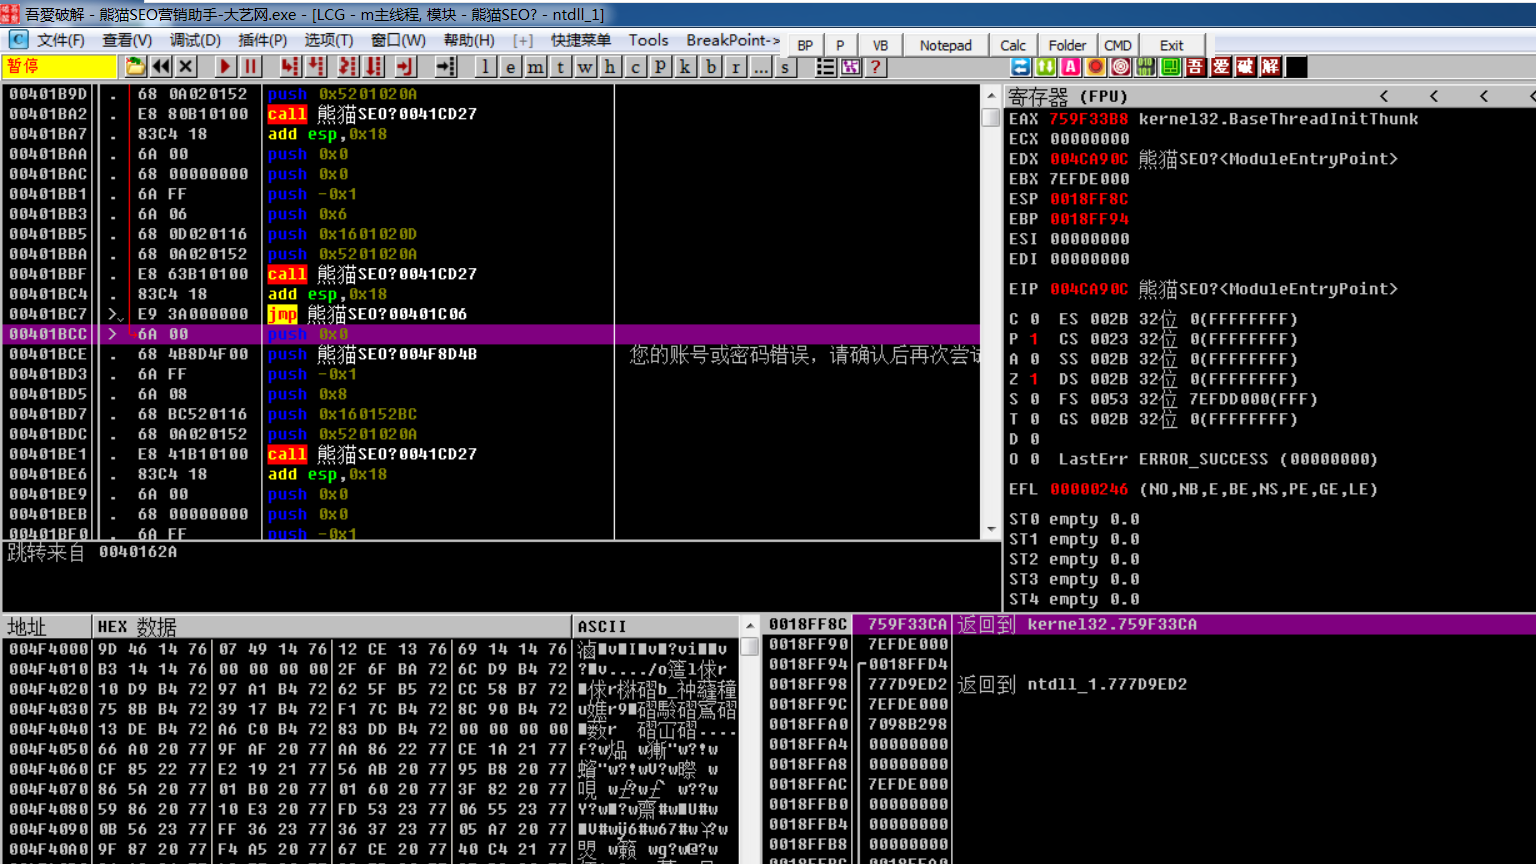 吾爱破解 - 熊猫SEO营销助手-大艺网.exe - [LCG - m主线程, 模块 - 熊猫SEO? - ntdll_1]
文件(F) 查看(V) 调试(D) 插件(P) 选项(T) 窗口(W) 帮助(H) [+] 快捷菜单 Tools BreakPoint->
BP P VB Notepad Calc Folder CMD Exit
暂停 l e m t w h c p k b r ... s ? 吾 爱 破 解
00401B9D . 68 0A020152 push 0x5201020A
00401BA2 . E8 80B10100 call 熊猫SEO?0041CD27
00401BA7 . 83C4 18 add esp,0x18
00401BAA . 6A 00 push 0x0
00401BAC . 68 00000000 push 0x0
00401BB1 . 6A FF push -0x1
00401BB3 . 6A 06 push 0x6
00401BB5 . 68 0D020116 push 0x1601020D
00401BBA . 68 0A020152 push 0x5201020A
00401BBF . E8 63B10100 call 熊猫SEO?0041CD27
00401BC4 . 83C4 18 add esp,0x18
00401BC7 > E9 3A000000 jmp 熊猫SEO?00401C06
00401BCC > 6A 00 push 0x0
00401BCE . 68 4B8D4F00 push 熊猫SEO?004F8D4B 您的账号或密码错误，请确认后再次尝试
00401BD3 . 6A FF push -0x1
00401BD5 . 6A 08 push 0x8
00401BD7 . 68 BC520116 push 0x160152BC
00401BDC . 68 0A020152 push 0x5201020A
00401BE1 . E8 41B10100 call 熊猫SEO?0041CD27
00401BE6 . 83C4 18 add esp,0x18
00401BE9 . 6A 00 push 0x0
00401BEB . 68 00000000 push 0x0
00401BF0 . 6A FF push -0x1
跳转来自 0040162A
寄存器 (FPU) < < < <
EAX 759F33B8 kernel32.BaseThreadInitThunk
ECX 00000000
EDX 004CA90C 熊猫SEO?<ModuleEntryPoint>
EBX 7EFDE000
ESP 0018FF8C
EBP 0018FF94
ESI 00000000
EDI 00000000
EIP 004CA90C 熊猫SEO?<ModuleEntryPoint>
C 0 ES 002B 32位 0(FFFFFFFF)
P 1 CS 0023 32位 0(FFFFFFFF)
A 0 SS 002B 32位 0(FFFFFFFF)
Z 1 DS 002B 32位 0(FFFFFFFF)
S 0 FS 0053 32位 7EFDD000(FFF)
T 0 GS 002B 32位 0(FFFFFFFF)
D 0
O 0 LastErr ERROR_SUCCESS (00000000)
EFL 00000246 (NO,NB,E,BE,NS,PE,GE,LE)
ST0 empty 0.0
ST1 empty 0.0
ST2 empty 0.0
ST3 empty 0.0
ST4 empty 0.0
地址 HEX 数据 ASCII
004F4000 9D 46 14 76 07 49 14 76 12 CE 13 76 69 14 14 76
004F4010 B3 14 14 76 00 00 00 00 2F 6F BA 72 6C D9 B4 72
004F4020 10 D9 B4 72 97 A1 B4 72 62 5F B5 72 CC 58 B7 72
004F4030 75 8B B4 72 39 17 B4 72 F1 7C B4 72 8C 90 B4 72
004F4040 13 DE B4 72 A6 C0 B4 72 83 DD B4 72 00 00 00 00
004F4050 66 A0 20 77 9F AF 20 77 AA 86 22 77 CE 1A 21 77
004F4060 CF 85 22 77 E2 19 21 77 56 AB 20 77 95 B8 20 77
004F4070 86 5A 20 77 01 B0 20 77 01 60 20 77 3F 82 20 77
004F4080 59 86 20 77 10 E3 20 77 FD 53 23 77 06 55 23 77
004F4090 0B 56 23 77 FF 36 23 77 36 37 23 77 05 A7 20 77
004F40A0 9F 87 20 77 F4 A5 20 77 67 CE 20 77 40 C4 21 77
0018FF8C 759F33CA 返回到 kernel32.759F33CA
0018FF90 7EFDE000
0018FF94 0018FFD4
0018FF98 777D9ED2 返回到 ntdll_1.777D9ED2
0018FF9C 7EFDE000
0018FFA0 7098B298
0018FFA4 00000000
0018FFA8 00000000
0018FFAC 7EFDE000
0018FFB0 00000000
0018FFB4 00000000
0018FFB8 00000000
0018FFBC 0018FFA0